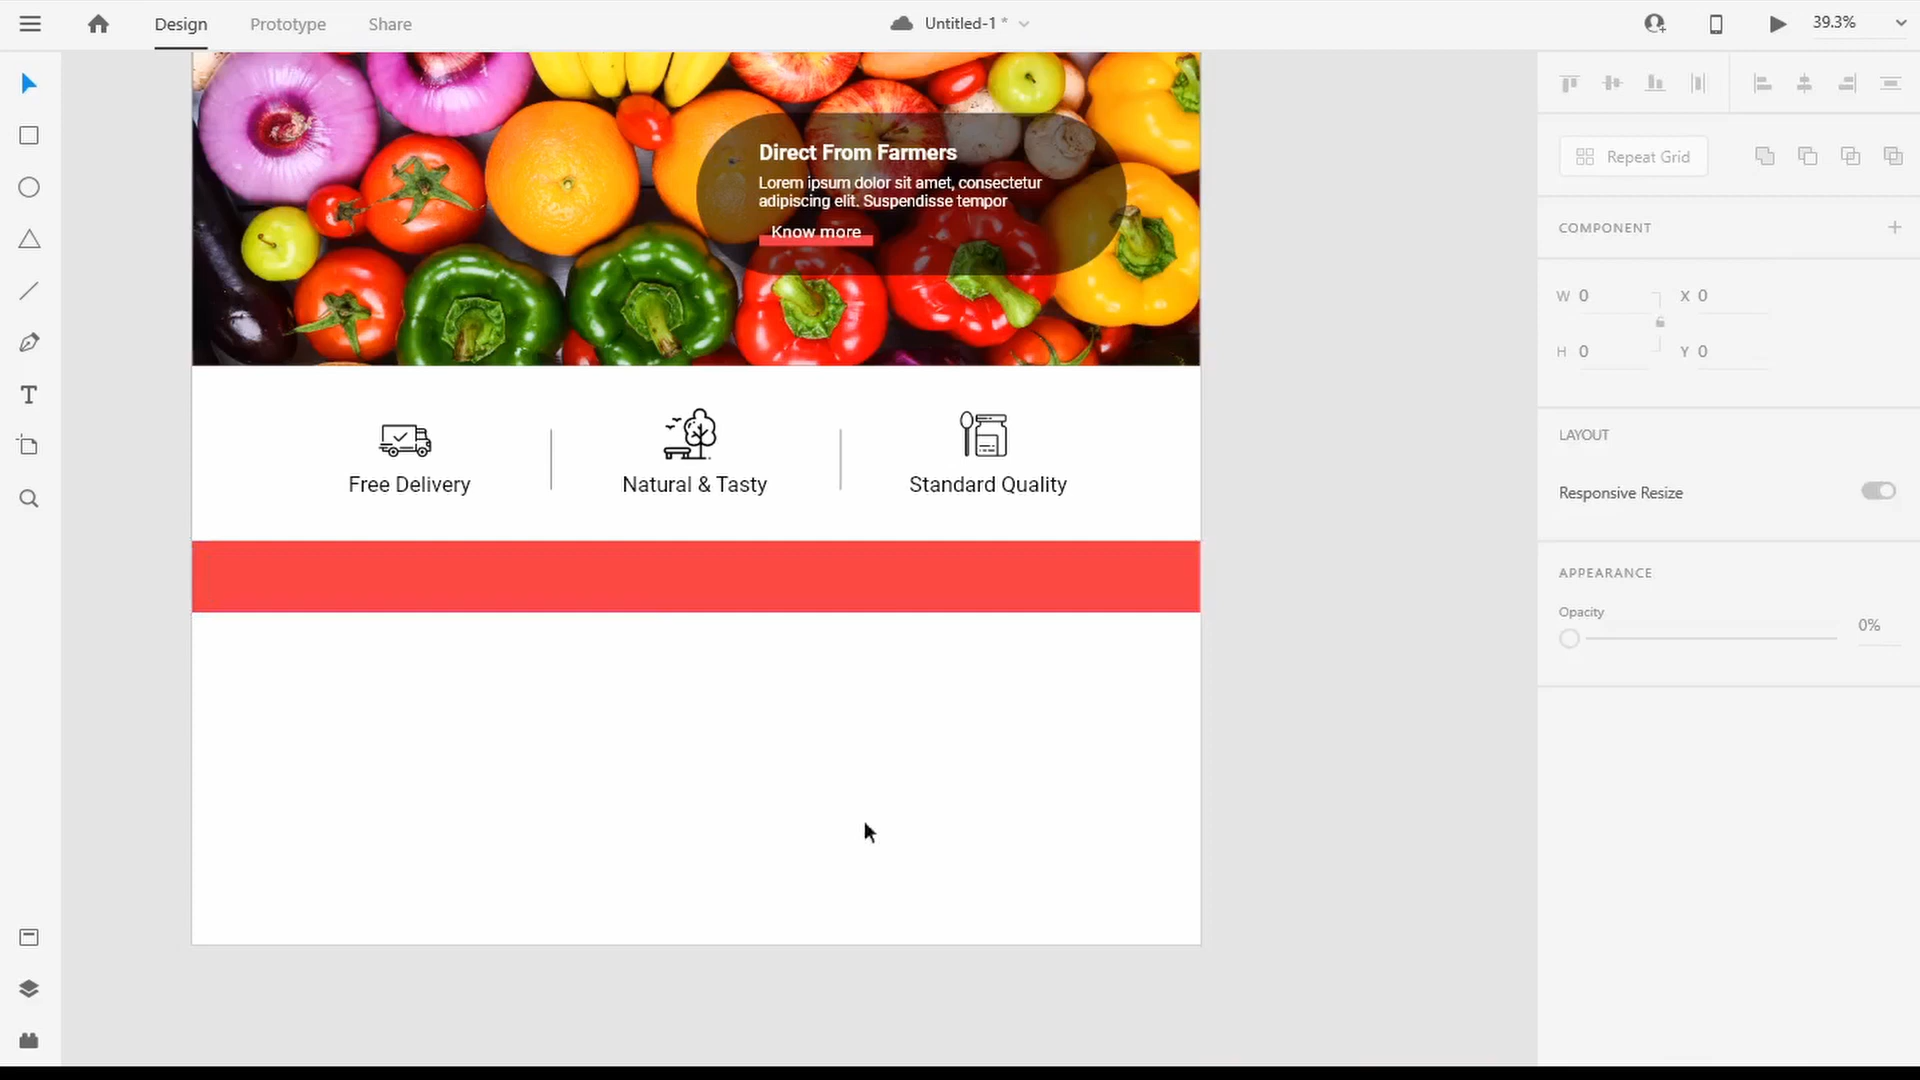 Design Prototype Share Untitled-1 * 39.3%
Direct From Farmers
Lorem ipsum dolor sit amet, consectetur
adipiscing elit. Suspendisse tempor
Know more
Free Delivery
Natural & Tasty
Standard Quality
Repeat Grid
COMPONENT
W 0 X 0
H 0 Y 0
LAYOUT
Responsive Resize
APPEARANCE
Opacity
0%